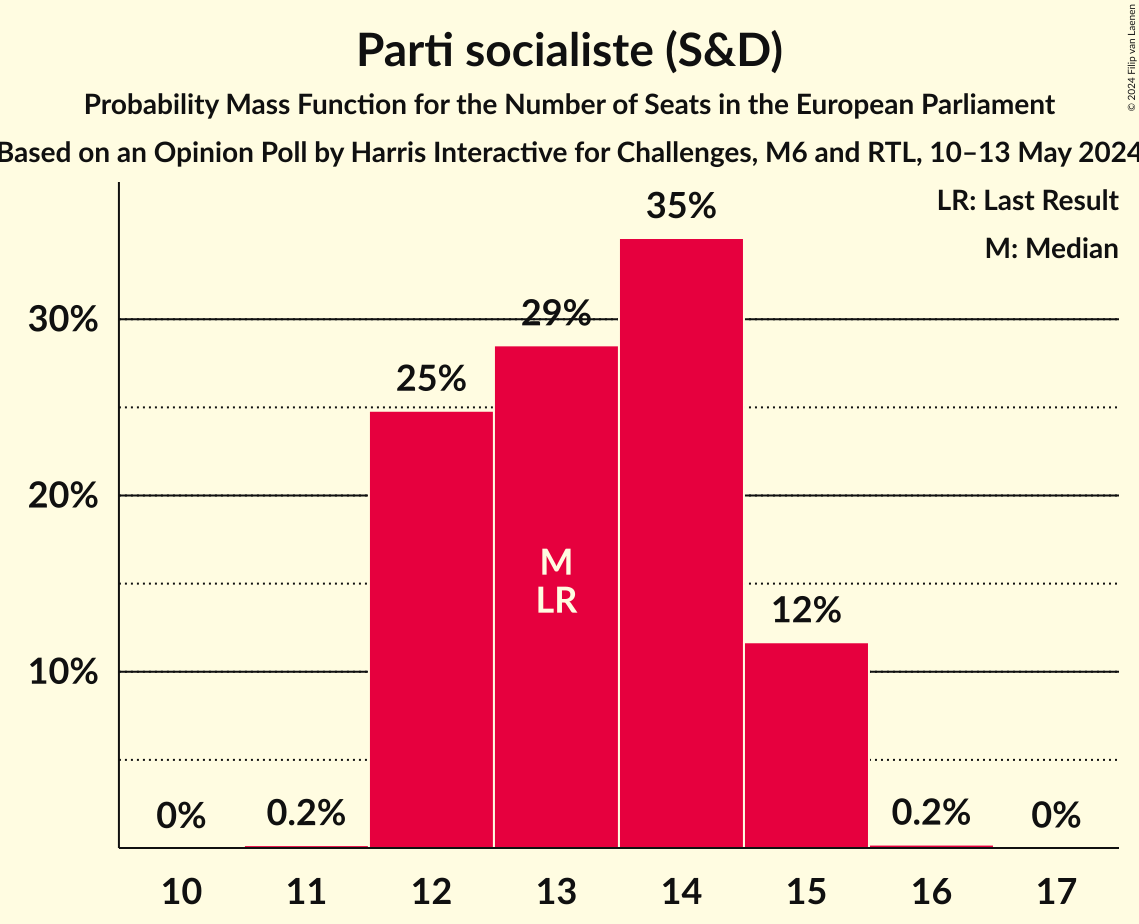 © 2024 Filip van Laenen
Parti socialiste (S&D)
Probability Mass Function for the Number of Seats in the European Parliament
Based on an Opinion Poll by Harris Interactive for Challenges, M6 and RTL, 10–13 May 2024
LR: Last Result
M: Median
35%
30%
29%
25%
20%
M
LR
12%
10%
0%
0.2%
0.2%
0%
10 11 12 13 14 15 16 17